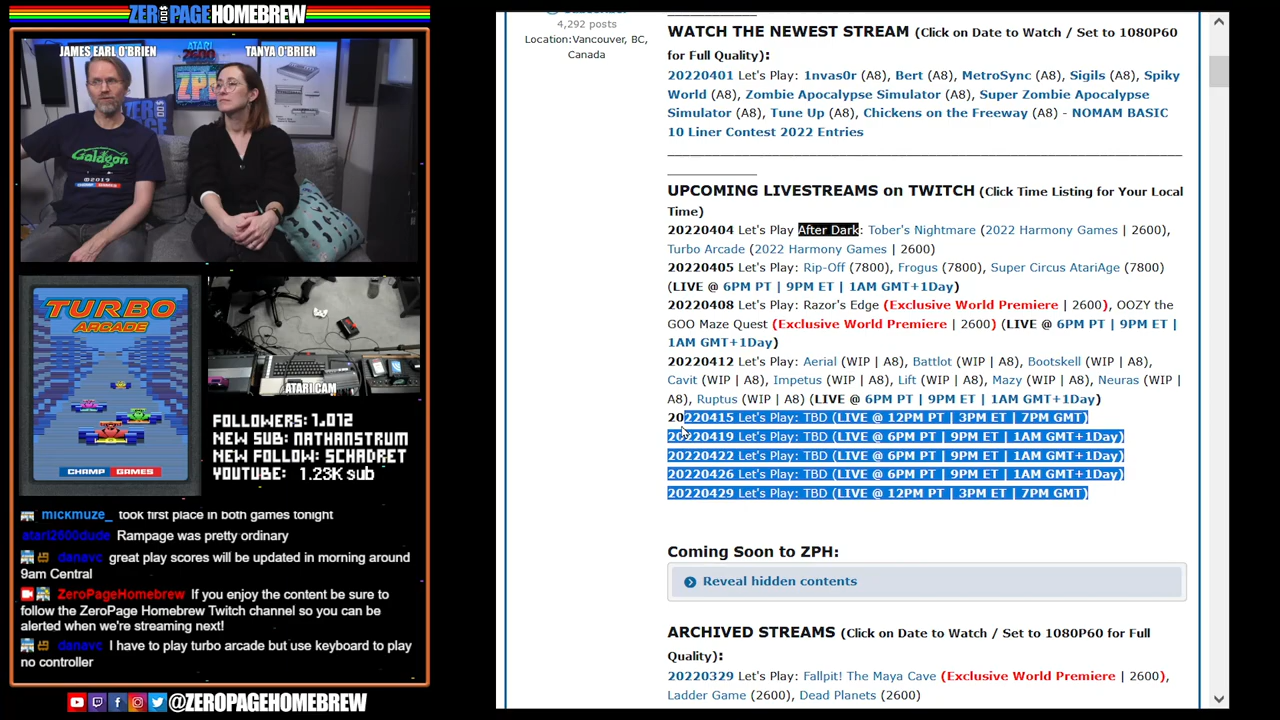 ZEROPAGE HOMEBREW
JAMES EARL O'BRIEN
TANYA O'BRIEN
ATARI
2600
ZPH
Galagon
©2019
CHAMP GAMES
TURBO
ARCADE
CHAMP GAMES
ATARI CAM
FOLLOWERS: 1,012
NEW SUB: NATHANSTRUM
NEW FOLLOW: SCHADRET
YOUTUBE: 1.23K sub
mickmuze_ took first place in both games tonight
atari2600dude Rampage was pretty ordinary
danavc great play scores will be updated in morning around
9am Central
ZeroPageHomebrew If you enjoy the content be sure to
follow the ZeroPage Homebrew Twitch channel so you can be
alerted when we're streaming next!
danavc I have to play turbo arcade but use keyboard to play
no controller
@ZEROPAGEHOMEBREW
4,292 posts
Location:Vancouver, BC,
Canada
WATCH THE NEWEST STREAM (Click on Date to Watch / Set to 1080P60
for Full Quality):
20220401 Let's Play: 1nvas0r (A8), Bert (A8), MetroSync (A8), Sigils (A8), Spiky
World (A8), Zombie Apocalypse Simulator (A8), Super Zombie Apocalypse
Simulator (A8), Tune Up (A8), Chickens on the Freeway (A8) - NOMAM BASIC
10 Liner Contest 2022 Entries
UPCOMING LIVESTREAMS on TWITCH (Click Time Listing for Your Local
Time)
20220404 Let's Play After Dark: Tober's Nightmare (2022 Harmony Games | 2600),
Turbo Arcade (2022 Harmony Games | 2600)
20220405 Let's Play: Rip-Off (7800), Frogus (7800), Super Circus AtariAge (7800)
(LIVE @ 6PM PT | 9PM ET | 1AM GMT+1Day)
20220408 Let's Play: Razor's Edge (Exclusive World Premiere | 2600), OOZY the
GOO Maze Quest (Exclusive World Premiere | 2600) (LIVE @ 6PM PT | 9PM ET |
1AM GMT+1Day)
20220412 Let's Play: Aerial (WIP | A8), Battlot (WIP | A8), Bootskell (WIP | A8),
Cavit (WIP | A8), Impetus (WIP | A8), Lift (WIP | A8), Mazy (WIP | A8), Neuras (WIP |
A8), Ruptus (WIP | A8) (LIVE @ 6PM PT | 9PM ET | 1AM GMT+1Day)
20220415 Let's Play: TBD (LIVE @ 12PM PT | 3PM ET | 7PM GMT)
20220419 Let's Play: TBD (LIVE @ 6PM PT | 9PM ET | 1AM GMT+1Day)
20220422 Let's Play: TBD (LIVE @ 6PM PT | 9PM ET | 1AM GMT+1Day)
20220426 Let's Play: TBD (LIVE @ 6PM PT | 9PM ET | 1AM GMT+1Day)
20220429 Let's Play: TBD (LIVE @ 12PM PT | 3PM ET | 7PM GMT)
Coming Soon to ZPH:
Reveal hidden contents
ARCHIVED STREAMS (Click on Date to Watch / Set to 1080P60 for Full
Quality):
20220329 Let's Play: Fallpit! The Maya Cave (Exclusive World Premiere | 2600),
Ladder Game (2600), Dead Planets (2600)